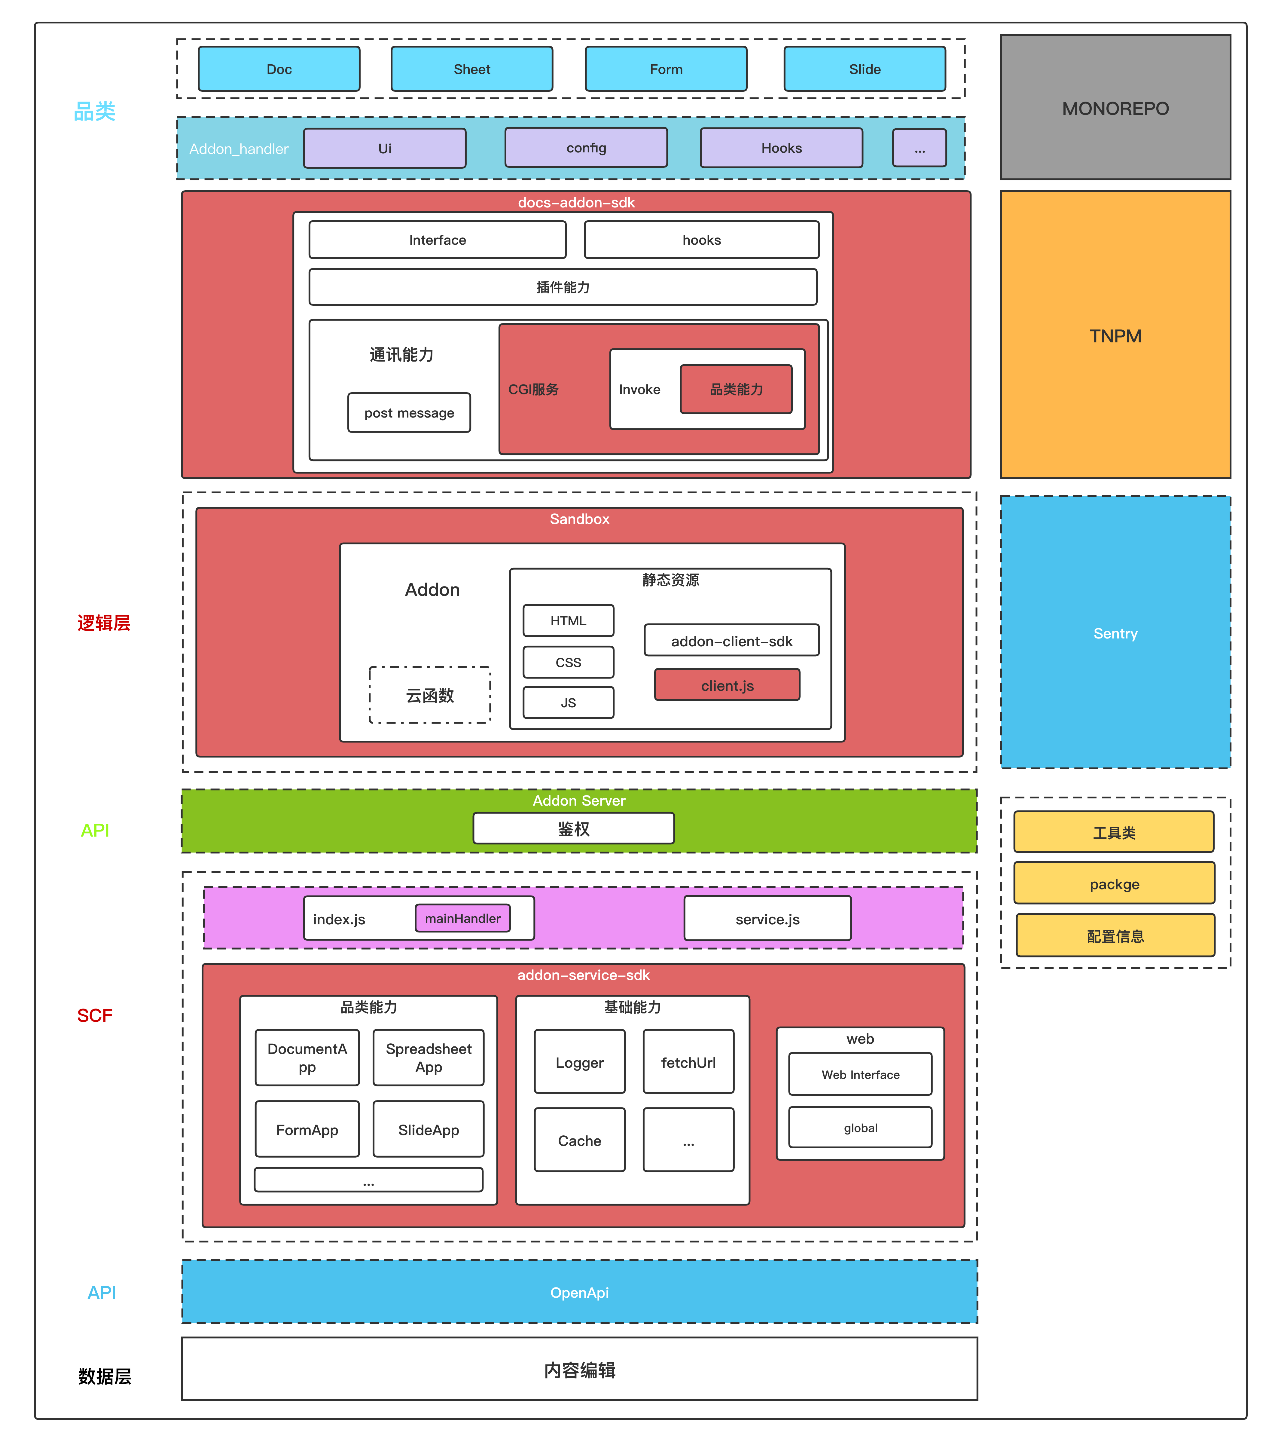 品类
Doc
Sheet
Form
Slide
Addon_handler
Ui
config
Hooks
...
docs-addon-sdk
Interface
hooks
插件能力
通讯能力
post message
CGI服务
Invoke
品类能力
逻辑层
Sandbox
Addon
云函数
静态资源
HTML
CSS
JS
addon-client-sdk
client.js
API
Addon Server
鉴权
SCF
index.js
mainHandler
service.js
addon-service-sdk
品类能力
DocumentA
pp
Spreadsheet
App
FormApp
SlideApp
...
基础能力
Logger
fetchUrl
Cache
...
web
Web Interface
global
API
OpenApi
数据层
内容编辑
MONOREPO
TNPM
Sentry
工具类
packge
配置信息